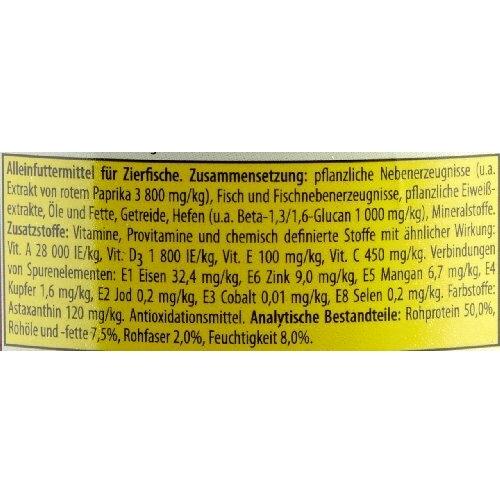 Alleinfuttermittel für Zierfische. Zusammensetzung: pflanzliche Nebenerzeugnisse (u.a.
Extrakt von rotem Paprika 3 800 mg/kg), Fisch und Fischnebenerzeugnisse, pflanzliche Eiweiß-
extrakte, Öle und Fette, Getreide, Hefen (u.a. Beta-1,3/1,6-Glucan 1 000 mg/kg), Mineralstoffe.
Zusatzstoffe: Vitamine, Provitamine und chemisch definierte Stoffe mit ähnlicher Wirkung:
Vit. A 28 000 IE/kg, Vit. D3 1 800 IE/kg, Vit. E 100 mg/kg, Vit. C 450 mg/kg. Verbindungen
von Spurenelementen: E1 Eisen 32,4 mg/kg, E6 Zink 9,0 mg/kg, E5 Mangan 6,7 mg/kg, E4
Kupfer 1,6 mg/kg, E2 Jod 0,2 mg/kg, E3 Cobalt 0,01 mg/kg, E8 Selen 0,2 mg/kg. Farbstoffe:
Astaxanthin 120 mg/kg. Antioxidationsmittel. Analytische Bestandteile: Rohprotein 50,0%,
Rohöle und -fette 7,5%, Rohfaser 2,0%, Feuchtigkeit 8,0%.